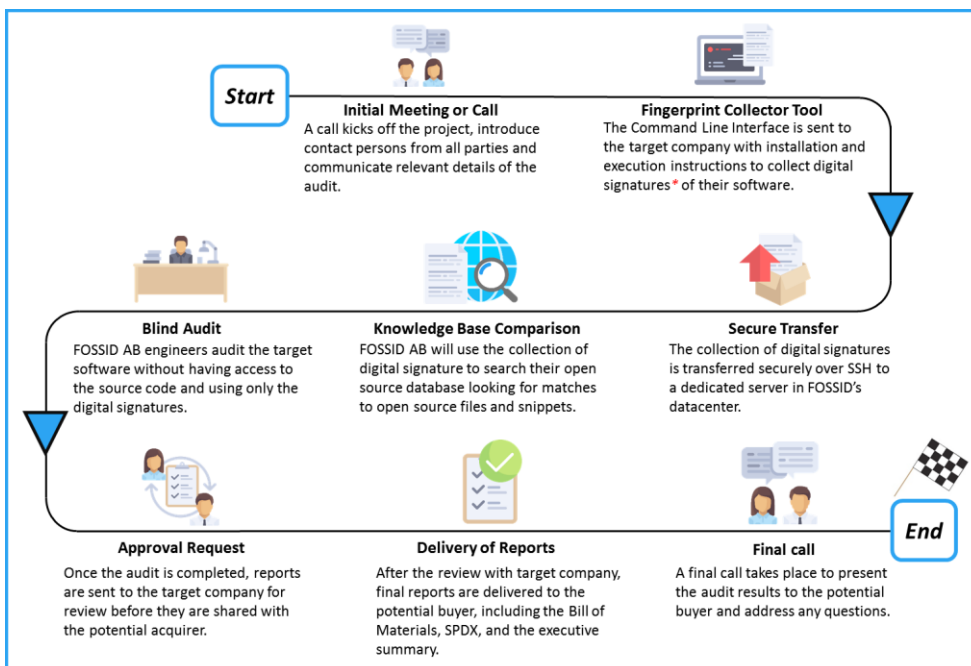 Start
Initial Meeting or Call
A call kicks off the project, introduce
contact persons from all parties and
communicate relevant details of the
audit.
Fingerprint Collector Tool
The Command Line Interface is sent to
the target company with installation and
execution instructions to collect digital
signatures* of their software.
Secure Transfer
The collection of digital signatures
is transferred securely over SSH to
a dedicated server in FOSSID’s
datacenter.
Knowledge Base Comparison
FOSSID AB will use the collection of
digital signature to search their open
source database looking for matches
to open source files and snippets.
Blind Audit
FOSSID AB engineers audit the target
software without having access to
the source code and using only the
digital signatures.
Approval Request
Once the audit is completed, reports
are sent to the target company for
review before they are shared with
the potential acquirer.
Delivery of Reports
After the review with target company,
final reports are delivered to the
potential buyer, including the Bill of
Materials, SPDX, and the executive
summary.
Final call
A final call takes place to present
the audit results to the potential
buyer and address any questions.
End